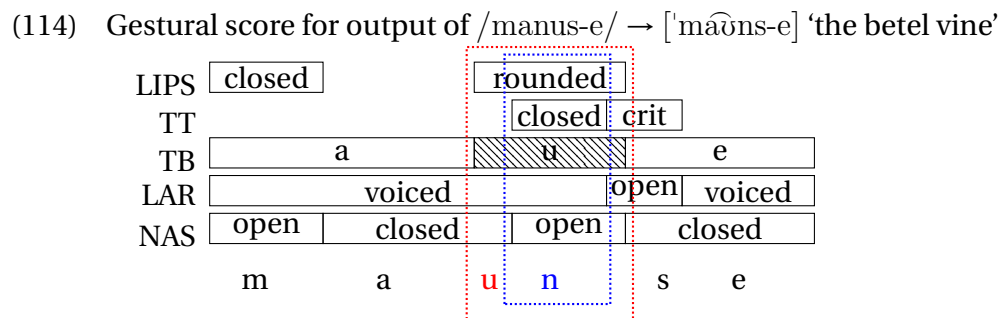 (114) Gestural score for output of /manus-e/ → [ˈma͡ʊ̃ns-e] ‘the betel vine’
LIPS closed rounded
TT closed crit
TB a u e
LAR voiced open voiced
NAS open closed open closed
m a u n s e